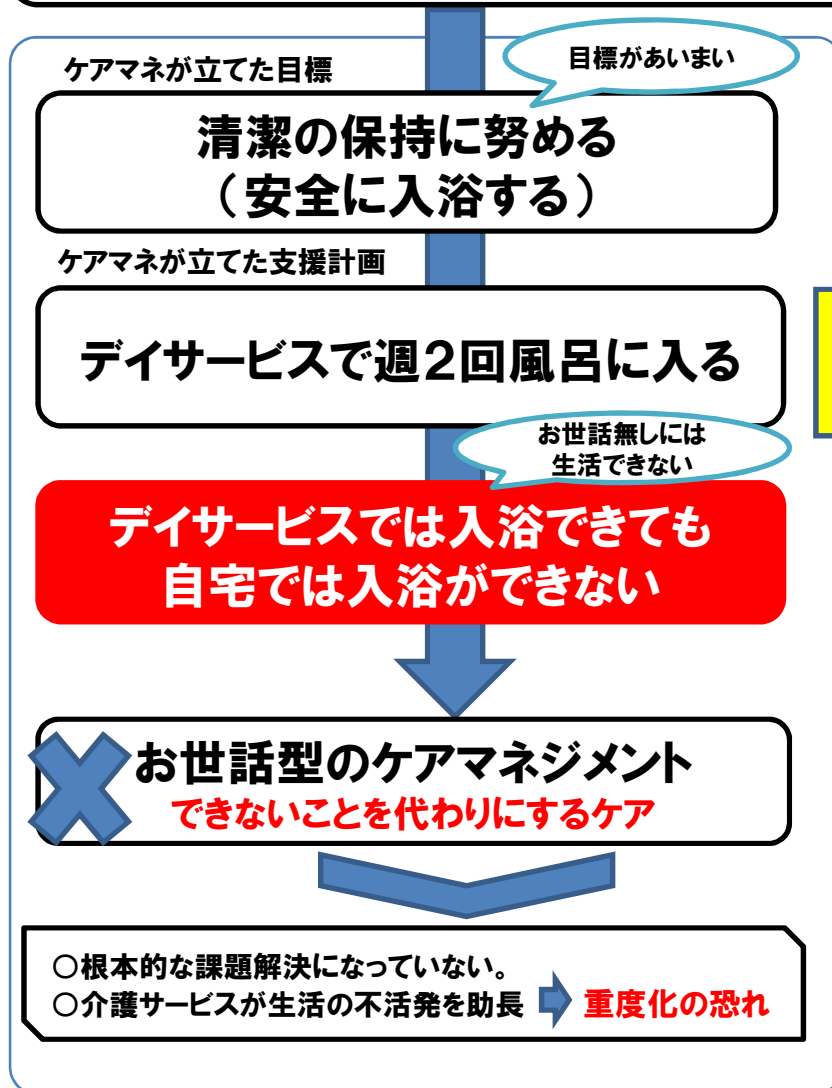 目標があいまい
ケアマネが立てた目標
清潔の保持に努める
（安全に入浴する）
ケアマネが立てた支援計画
デイサービスで週２回風呂に入る
お世話無しには
生活できない
デイサービスでは入浴できても
自宅では入浴ができない
お世話型のケアマネジメント
できないことを代わりにするケア
○根本的な課題解決になっていない。
○介護サービスが生活の不活発を助長 重度化の恐れ